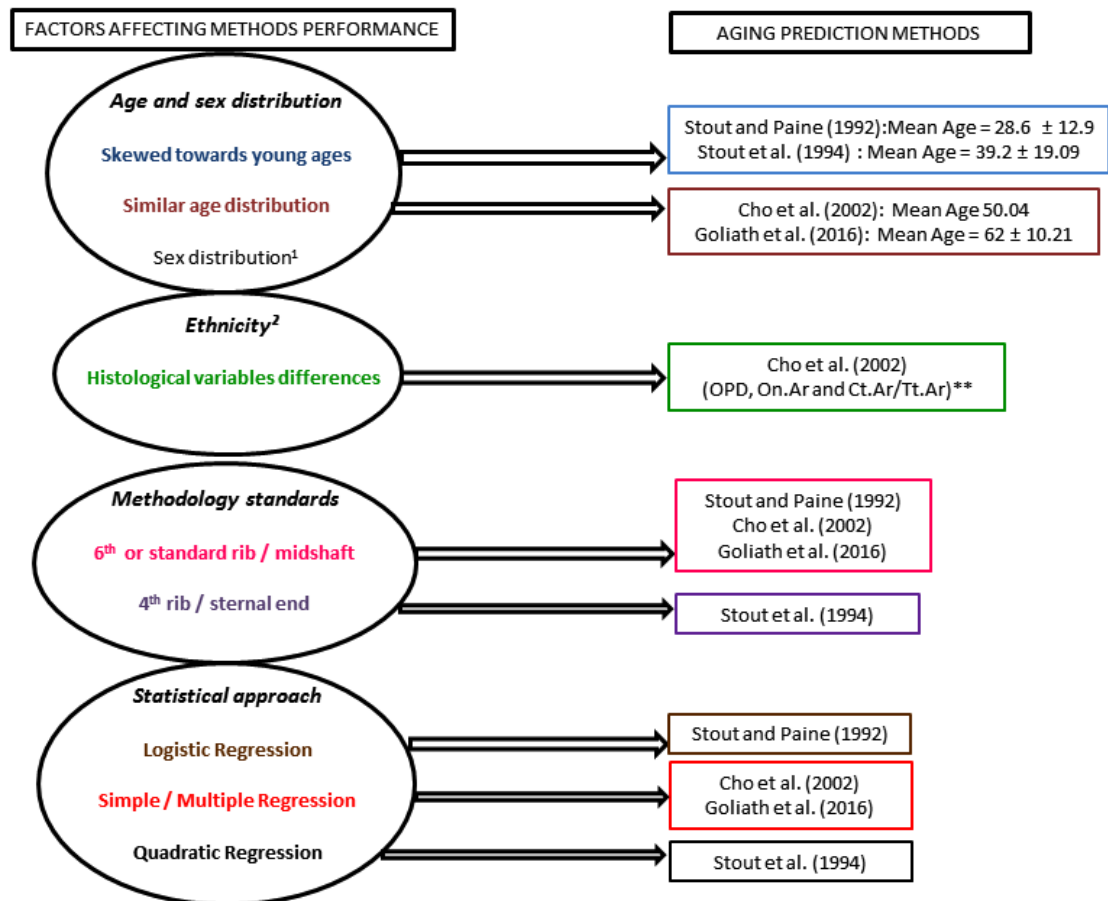 FACTORS AFFECTING METHODS PERFORMANCE
AGING PREDICTION METHODS
Age and sex distribution
Skewed towards young ages
Stout and Paine (1992):Mean Age = 28.6 ± 12.9
Stout et al. (1994) : Mean Age = 39.2 ± 19.09
Similar age distribution
Cho et al. (2002): Mean Age 50.04
Goliath et al. (2016): Mean Age = 62 ± 10.21
Sex distribution¹
Ethnicity²
Histological variables differences
Cho et al. (2002)
(OPD, On.Ar and Ct.Ar/Tt.Ar)**
Methodology standards
6th or standard rib / midshaft
Stout and Paine (1992)
Cho et al. (2002)
Goliath et al. (2016)
4th rib / sternal end
Stout et al. (1994)
Statistical approach
Logistic Regression
Stout and Paine (1992)
Simple / Multiple Regression
Cho et al. (2002)
Goliath et al. (2016)
Quadratic Regression
Stout et al. (1994)